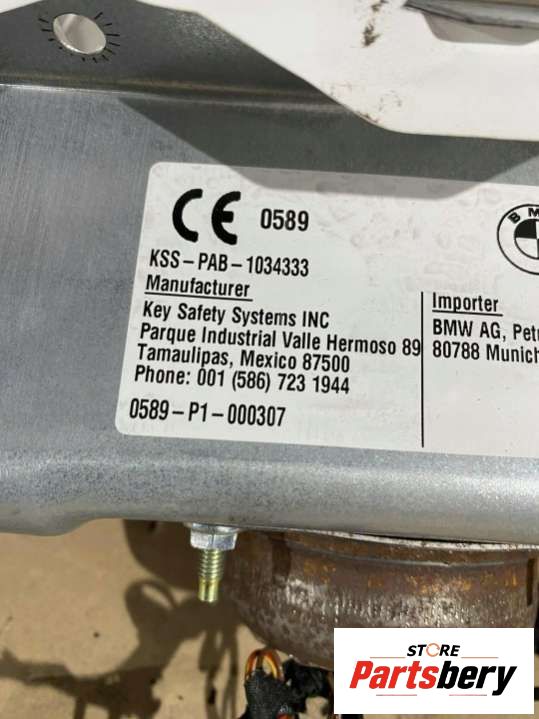 CE 0589
KSS-PAB-1034333
Manufacturer
Key Safety Systems INC
Parque Industrial Valle Hermoso 89
Tamaulipas, Mexico 87500
Phone: 001 (586) 723 1944
0589-P1-000307
Importer
BMW AG,
80788 Munich
STORE
Partsbery